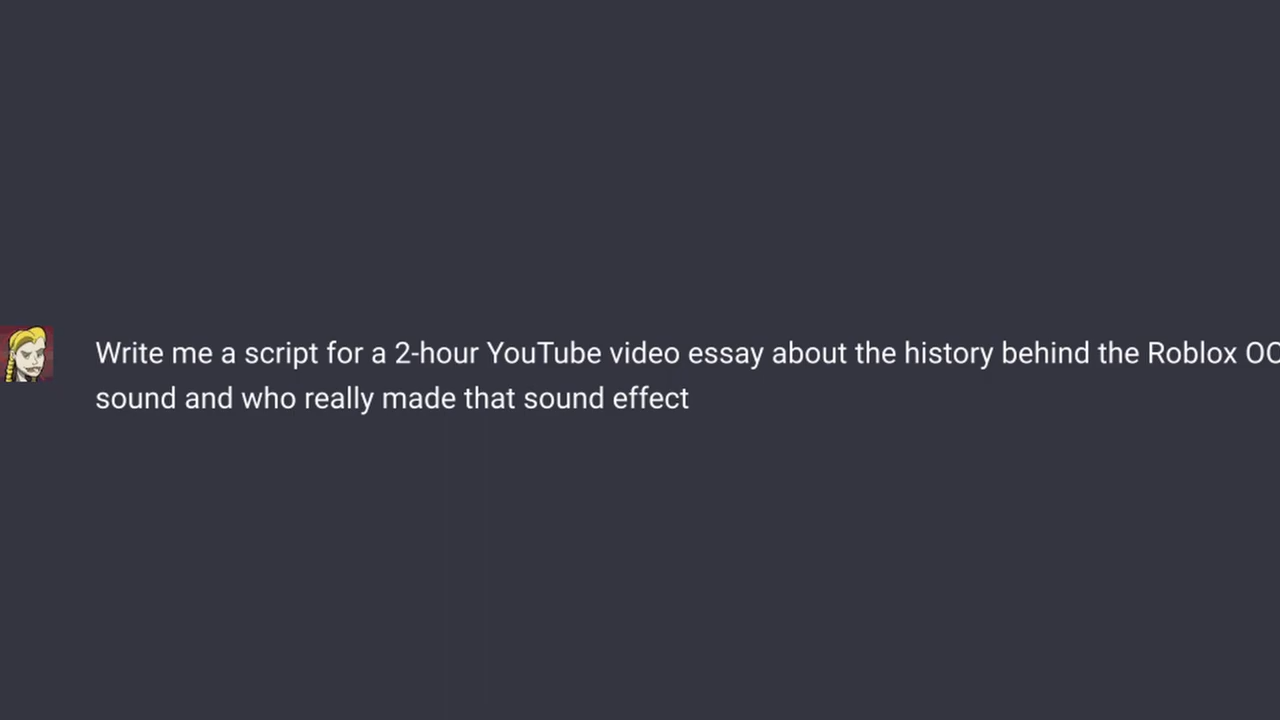 Write me a script for a 2-hour YouTube video essay about the history behind the Roblox
sound and who really made that sound effect